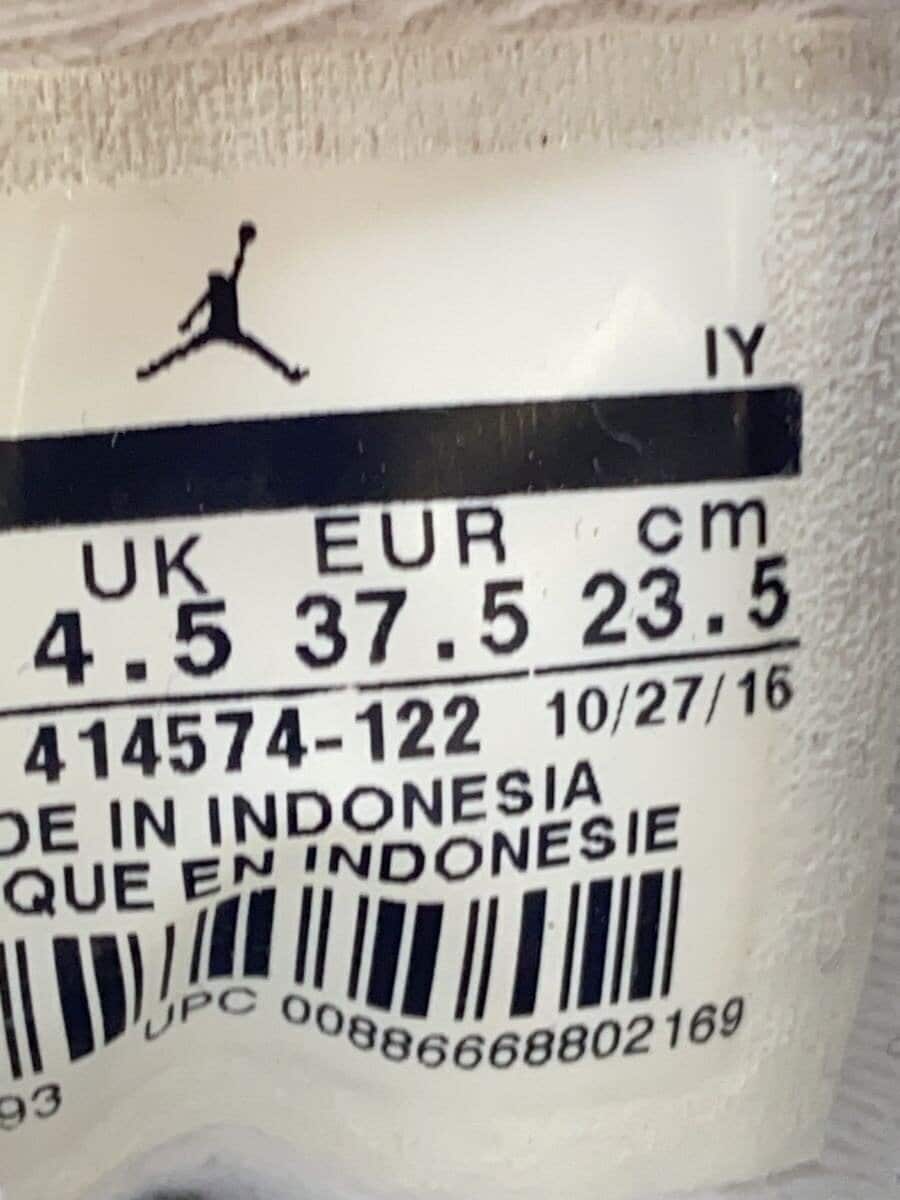 IY
UK EUR cm
4.5 37.5 23.5
414574-122 10/27/16
DE IN INDONESIA
QUE EN INDONESIE
UPC 00886668802169
93